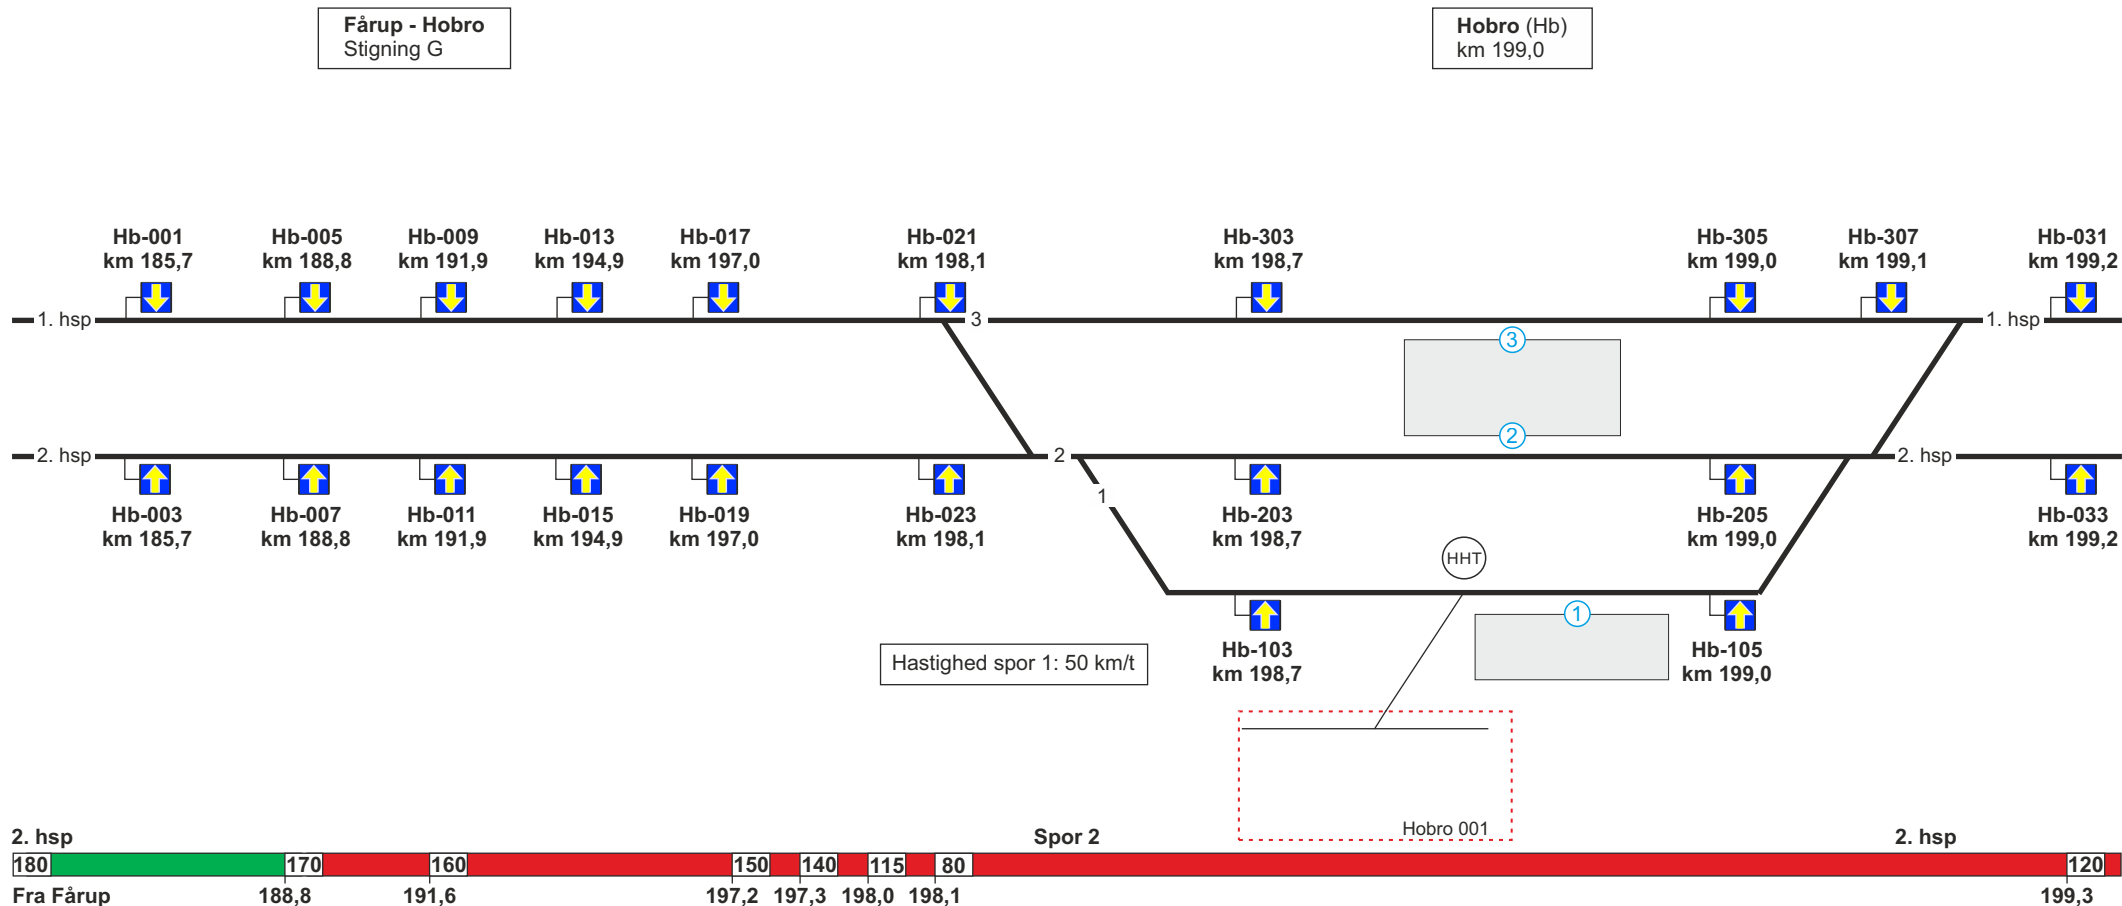 Fårup - Hobro
Stigning G
Hobro (Hb)
km 199,0
Hb-001
km 185,7
Hb-005
km 188,8
Hb-009
km 191,9
Hb-013
km 194,9
Hb-017
km 197,0
Hb-021
km 198,1
Hb-303
km 198,7
Hb-305
km 199,0
Hb-307
km 199,1
Hb-031
km 199,2
1. hsp
3
1. hsp
3
2
2. hsp
2
2. hsp
1
Hb-003
km 185,7
Hb-007
km 188,8
Hb-011
km 191,9
Hb-015
km 194,9
Hb-019
km 197,0
Hb-023
km 198,1
Hb-203
km 198,7
Hb-205
km 199,0
Hb-033
km 199,2
HHT
1
Hb-103
km 198,7
Hb-105
km 199,0
Hastighed spor 1: 50 km/t
Hobro 001
2. hsp
Spor 2
2. hsp
180 170 160 150 140 115 80 120
Fra Fårup 188,8 191,6 197,2 197,3 198,0 198,1 199,3